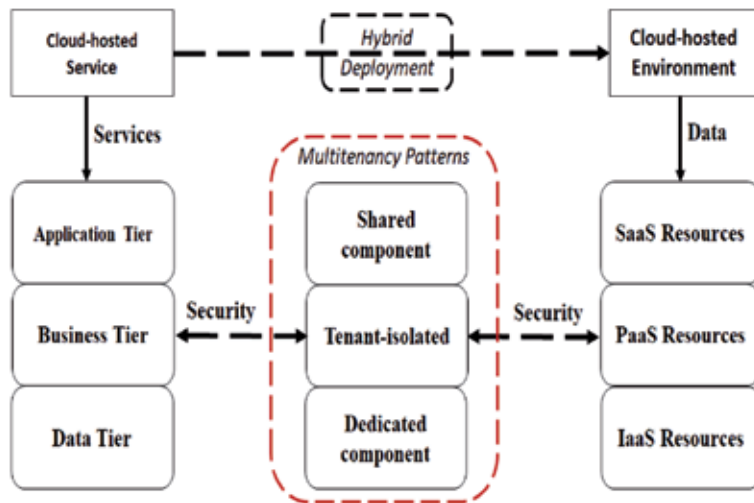 Cloud-hosted
Service
Hybrid
Deployment
Cloud-hosted
Environment
Services
Data
Multitenancy Patterns
Application Tier
Business Tier
Data Tier
Security
Shared
component
Tenant-isolated
Dedicated
component
Security
SaaS Resources
PaaS Resources
IaaS Resources